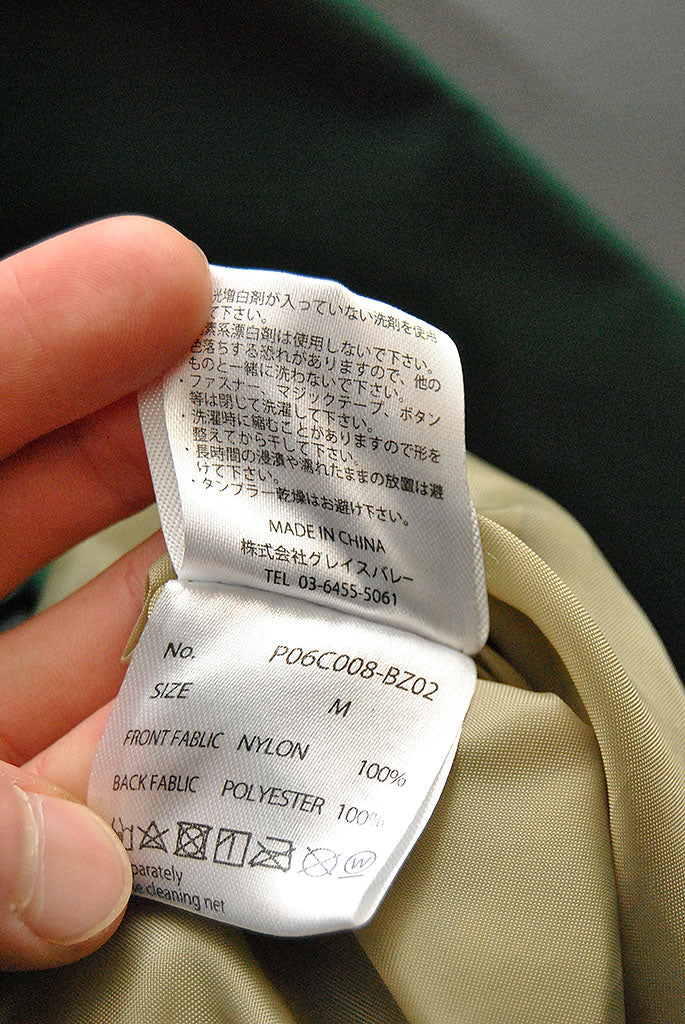 光増白剤が入っていない洗剤を使用
て下さい。
素系漂白剤は使用しないで下さい。
色落ちする恐れがありますので、他の
ものと一緒に洗わないで下さい。
・ファスナー、マジックテープ、ボタン
等は閉じて洗濯して下さい。
・洗濯時に縮むことがありますので形を
整えてから干して下さい。
・長時間の浸漬や濡れたままの放置は避
けて下さい。
・タンブラー乾燥はお避け下さい。
MADE IN CHINA
株式会社グレイスバレー
TEL 03-6455-5061
No. P06C008-BZ02
SIZE M
FRONT FABLIC NYLON 100%
BACK FABLIC POLYESTER 100%
W
parately
e cleaning net